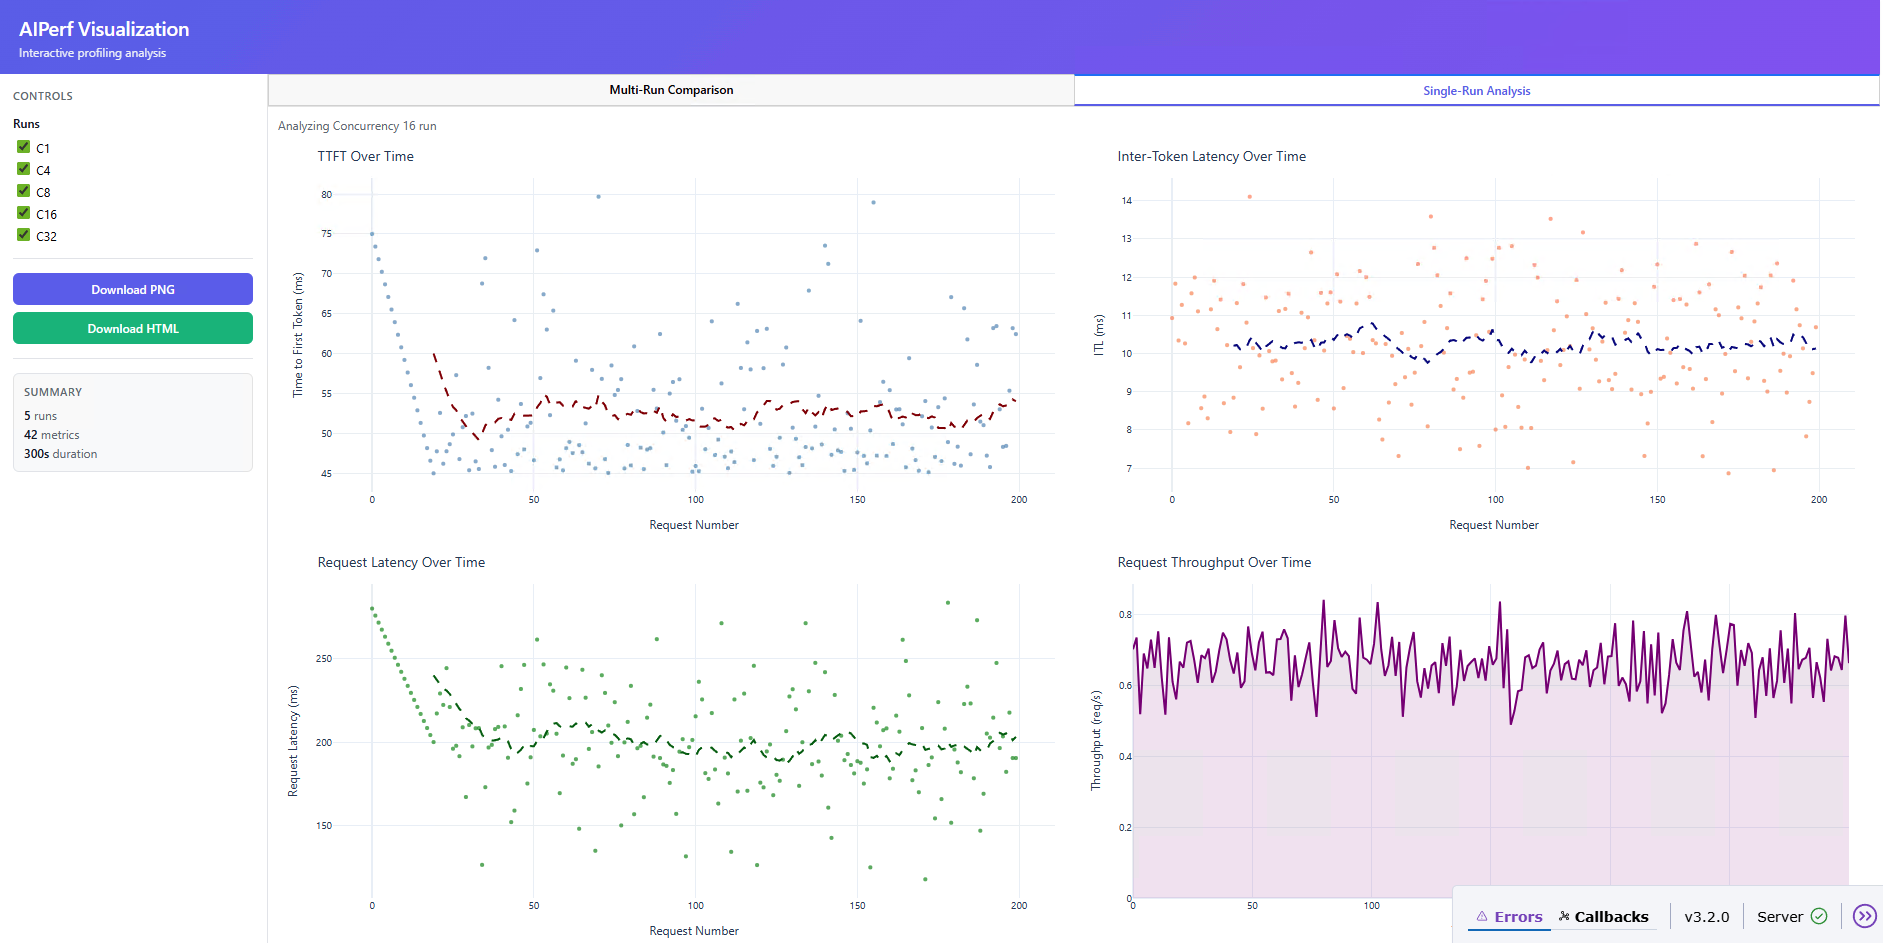 AIPerf Visualization
Interactive profiling analysis
CONTROLS
Runs
C1
C4
C8
C16
C32
Download PNG
Download HTML
SUMMARY
5 runs
42 metrics
300s duration
Multi-Run Comparison
Single-Run Analysis
Analyzing Concurrency 16 run
TTFT Over Time
Time to First Token (ms)
80
75
70
65
60
55
50
45
0 50 100 150 200
Request Number
Inter-Token Latency Over Time
ITL (ms)
14
13
12
11
10
9
8
7
0 50 100 150 200
Request Number
Request Latency Over Time
Request Latency (ms)
250
200
150
0 50 100 150 200
Request Number
Request Throughput Over Time
Throughput (req/s)
0.8
0.6
0.4
0.2
0
0 50 100
Errors Callbacks v3.2.0 Server